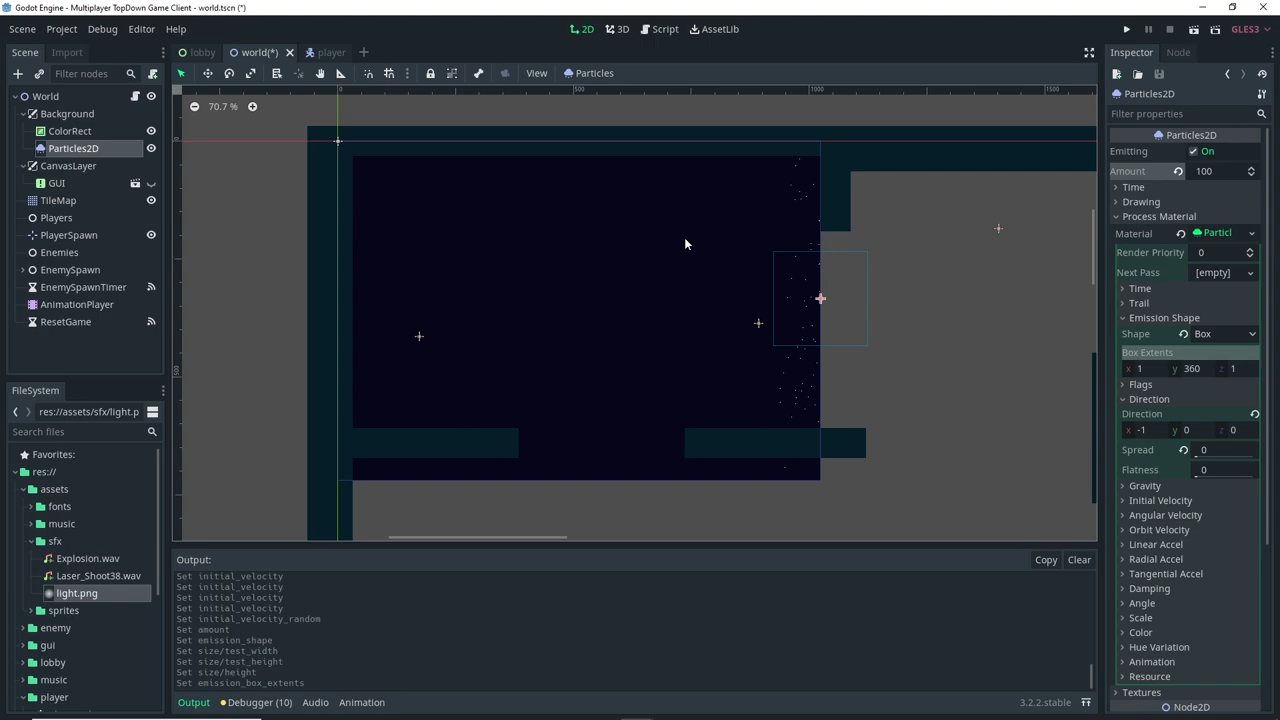 Godot Engine - Multiplayer TopDown Game Client - world.tscn (*)
Scene Project Debug Editor Help
2D 3D Script AssetLib
GLES3
Scene Import
lobby world(*) player
Inspector Node
Filter nodes
View Particles
World
Background
ColorRect
Particles2D
CanvasLayer
GUI
TileMap
Players
PlayerSpawn
Enemies
EnemySpawn
EnemySpawnTimer
AnimationPlayer
ResetGame
0 500 1000 1500
70.7 %
0
500
FileSystem
res://assets/sfx/light.p
Search files
Favorites:
res://
assets
fonts
music
sfx
Explosion.wav
Laser_Shoot38.wav
light.png
sprites
enemy
gui
lobby
music
player
Output:
Copy Clear
Set initial_velocity
Set initial_velocity
Set initial_velocity
Set initial_velocity
Set initial_velocity_random
Set amount
Set emission_shape
Set size/test_width
Set size/test_height
Set size/height
Set emission_box_extents
Output Debugger (10) Audio Animation
3.2.2.stable
Particles2D
Filter properties
Particles2D
Emitting On
Amount 100
Time
Drawing
Process Material
Material Particl
Render Priority 0
Next Pass [empty]
Time
Trail
Emission Shape
Shape Box
Box Extents
x 1 y 360 z 1
Flags
Direction
Direction
x -1 y 0 z 0
Spread 0
Flatness 0
Gravity
Initial Velocity
Angular Velocity
Orbit Velocity
Linear Accel
Radial Accel
Tangential Accel
Damping
Angle
Scale
Color
Hue Variation
Animation
Resource
Textures
Node2D